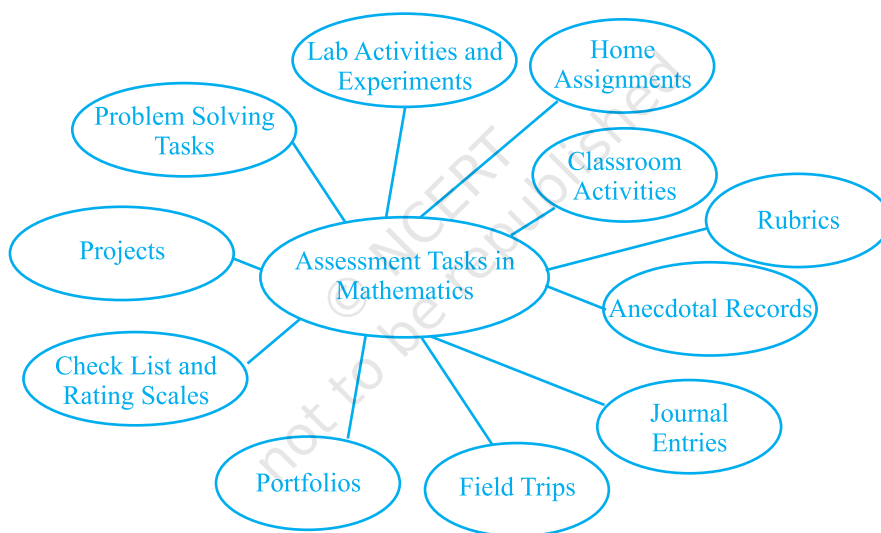 Lab Activities and
Experiments
Home
Assignments
Problem Solving
Tasks
Classroom
Activities
Rubrics
Projects
Assessment Tasks in
Mathematics
Anecdotal Records
Check List and
Rating Scales
Journal
Entries
Portfolios
Field Trips
© NCERT
not to be republished